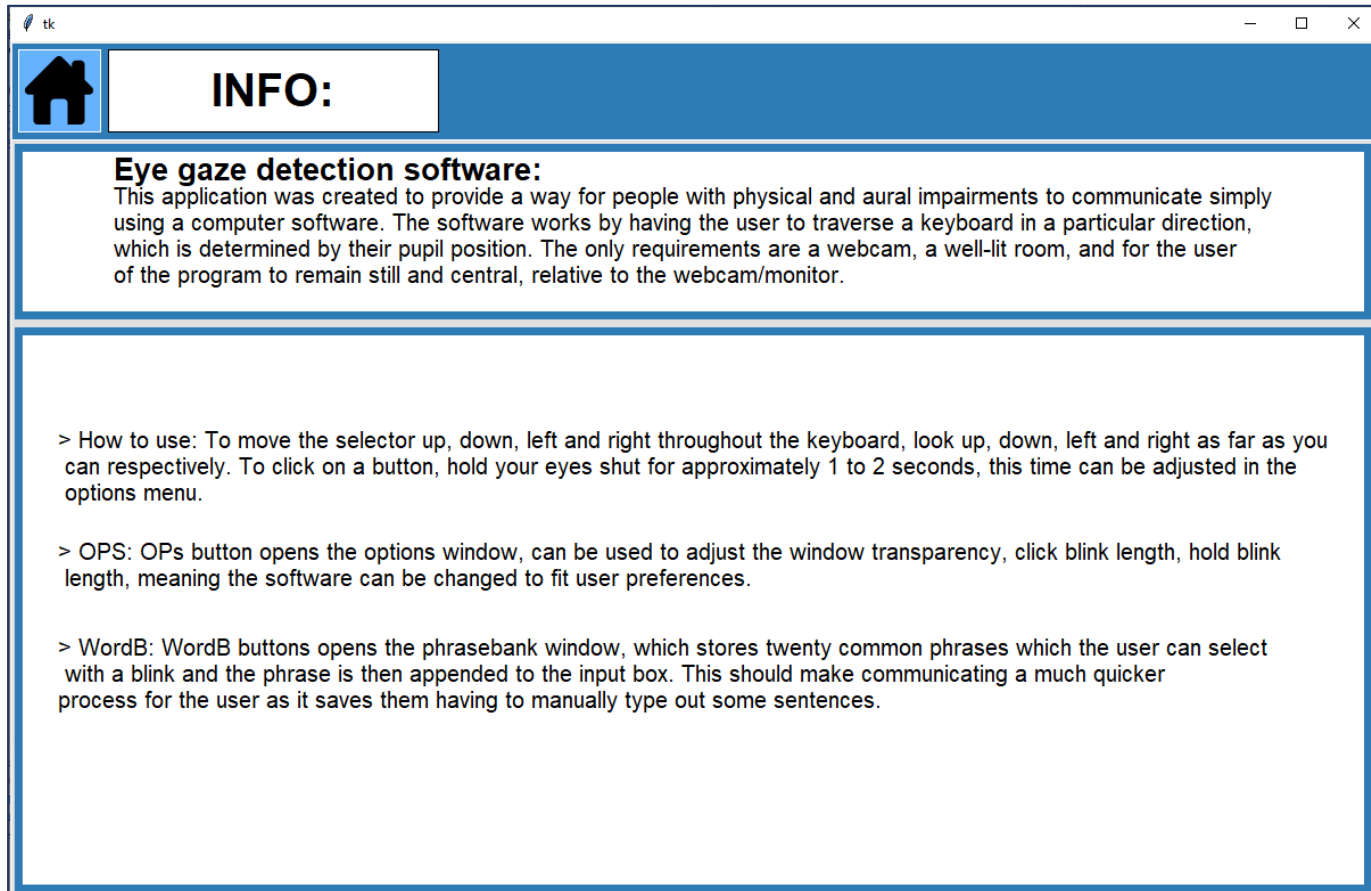 tk
INFO:
Eye gaze detection software:
This application was created to provide a way for people with physical and aural impairments to communicate simply
using a computer software. The software works by having the user to traverse a keyboard in a particular direction,
which is determined by their pupil position. The only requirements are a webcam, a well-lit room, and for the user
of the program to remain still and central, relative to the webcam/monitor.
> How to use: To move the selector up, down, left and right throughout the keyboard, look up, down, left and right as far as you
can respectively. To click on a button, hold your eyes shut for approximately 1 to 2 seconds, this time can be adjusted in the
options menu.
> OPS: OPs button opens the options window, can be used to adjust the window transparency, click blink length, hold blink
length, meaning the software can be changed to fit user preferences.
> WordB: WordB buttons opens the phrasebank window, which stores twenty common phrases which the user can select
with a blink and the phrase is then appended to the input box. This should make communicating a much quicker
process for the user as it saves them having to manually type out some sentences.